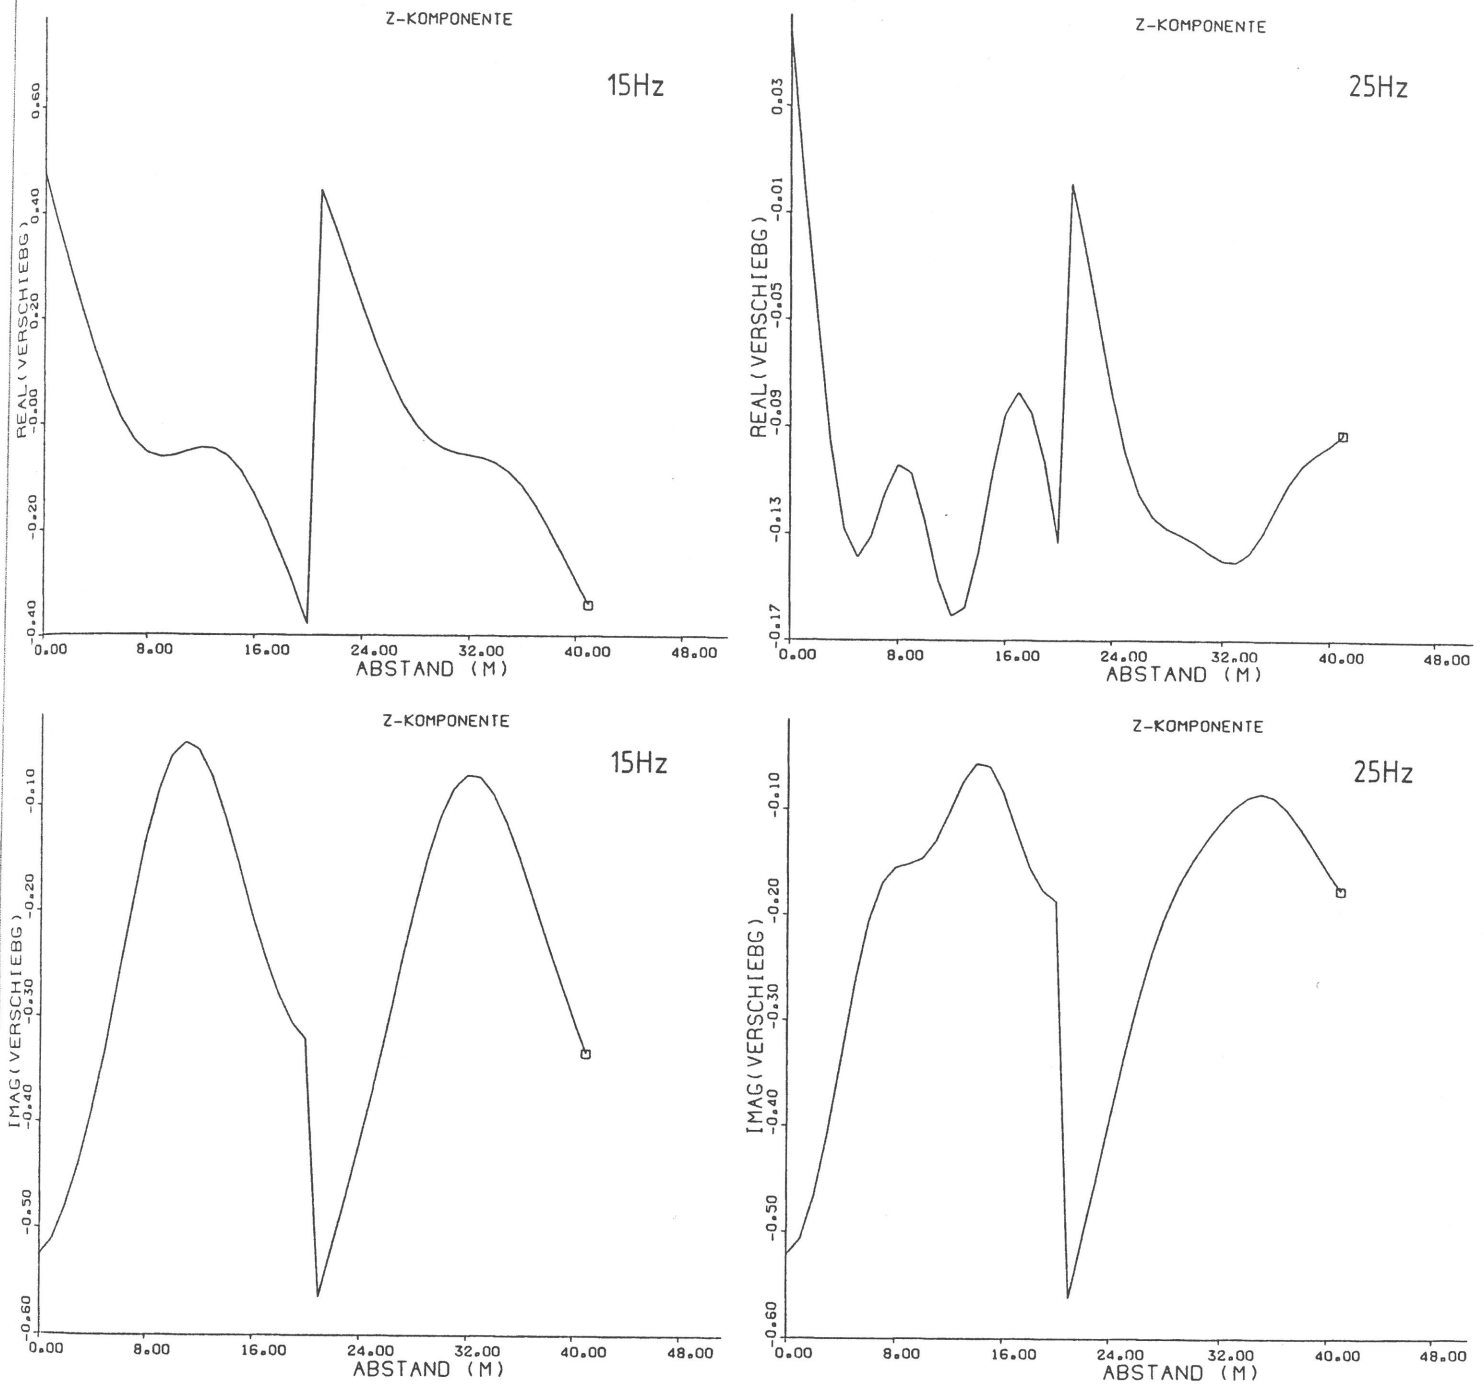 Z-KOMPONENTE
15Hz
REAL(VERSCHIEBG)
0.60
0.40
0.20
-0.00
-0.20
-0.40
0.00 8.00 16.00 24.00 32.00 40.00 48.00
ABSTAND (M)
Z-KOMPONENTE
25Hz
REAL(VERSCHIEBG)
0.03
-0.01
-0.05
-0.09
-0.13
-0.17
0.00 8.00 16.00 24.00 32.00 40.00 48.00
ABSTAND (M)
Z-KOMPONENTE
15Hz
IMAG(VERSCHIEBG)
-0.10
-0.20
-0.30
-0.40
-0.50
-0.60
0.00 8.00 16.00 24.00 32.00 40.00 48.00
ABSTAND (M)
Z-KOMPONENTE
25Hz
IMAG(VERSCHIEBG)
-0.10
-0.20
-0.30
-0.40
-0.50
-0.60
0.00 8.00 16.00 24.00 32.00 40.00 48.00
ABSTAND (M)